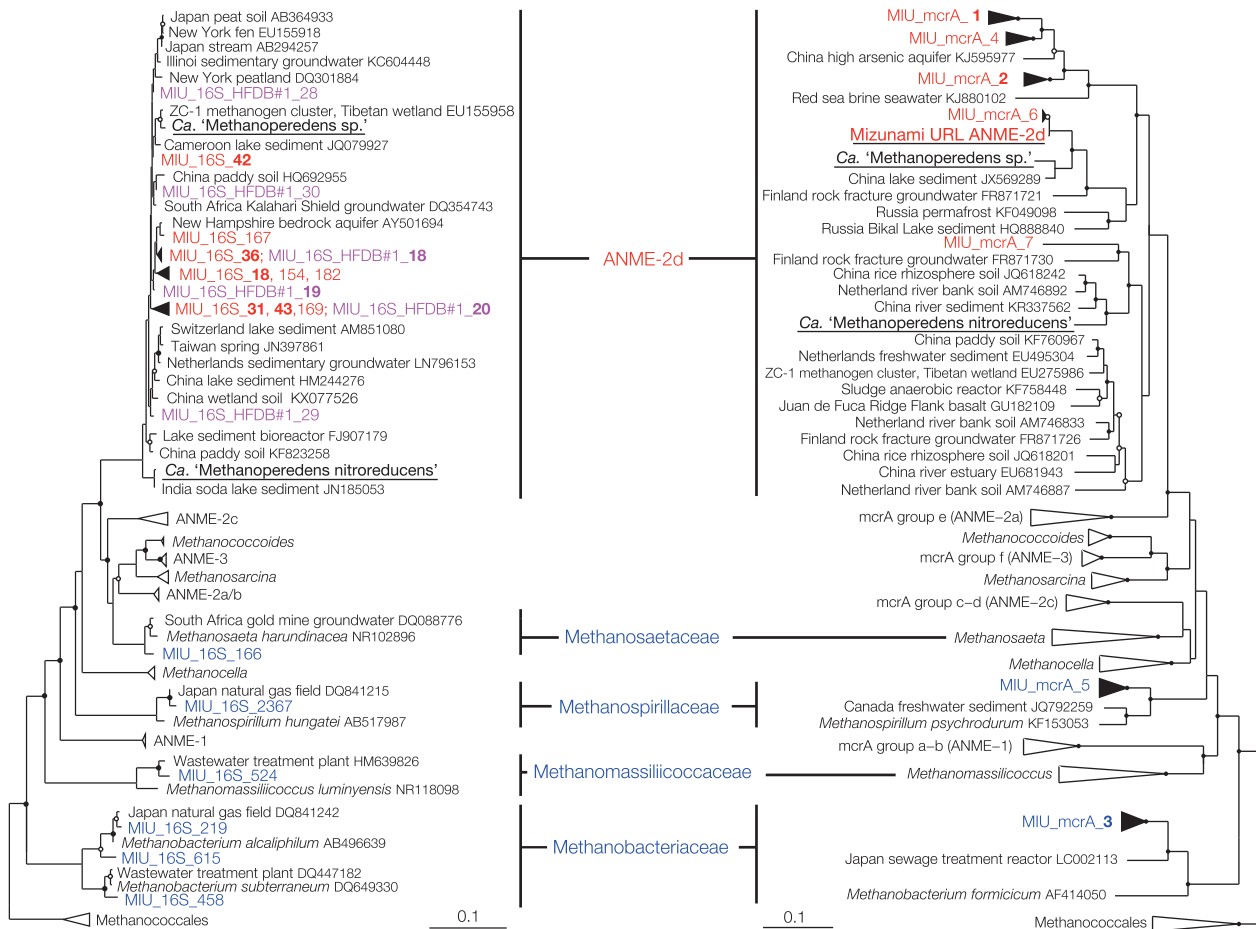 Japan peat soil AB364933
New York fen EU155918
Japan stream AB294257
Illinoi sedimentary groundwater KC604448
New York peatland DQ301884
MIU_16S_HFDB#1_28
ZC-1 methanogen cluster, Tibetan wetland EU155958
Ca. 'Methanoperedens sp.'
Cameroon lake sediment JQ079927
MIU_16S_42
China paddy soil HQ692955
MIU_16S_HFDB#1_30
South Africa Kalahari Shield groundwater DQ354743
New Hampshire bedrock aquifer AY501694
MIU_16S_167
MIU_16S_36; MIU_16S_HFDB#1_18
MIU_16S_18, 154, 182
MIU_16S_HFDB#1_19
MIU_16S_31, 43,169; MIU_16S_HFDB#1_20
Switzerland lake sediment AM851080
Taiwan spring JN397861
Netherlands sedimentary groundwater LN796153
China lake sediment HM244276
China wetland soil KX077526
MIU_16S_HFDB#1_29
Lake sediment bioreactor FJ907179
China paddy soil KF823258
Ca. 'Methanoperedens nitroreducens'
India soda lake sediment JN185053
ANME-2c
Methanococcoides
ANME-3
Methanosarcina
ANME-2a/b
South Africa gold mine groundwater DQ088776
Methanosaeta harundinacea NR102896
MIU_16S_166
Methanocella
Japan natural gas field DQ841215
MIU_16S_2367
Methanospirillum hungatei AB517987
ANME-1
Wastewater treatment plant HM639826
MIU_16S_524
Methanomassiliicoccus luminyensis NR118098
Japan natural gas field DQ841242
MIU_16S_219
Methanobacterium alcaliphilum AB496639
MIU_16S_615
Wastewater treatment plant DQ447182
Methanobacterium subterraneum DQ649330
MIU_16S_458
Methanococcales
0.1
ANME-2d
Methanosaetaceae
Methanospirillaceae
Methanomassiliicoccaceae
Methanobacteriaceae
MIU_mcrA_ 1
MIU_mcrA_4
China high arsenic aquifer KJ595977
MIU_mcrA_2
Red sea brine seawater KJ880102
MIU_mcrA_6
Mizunami URL ANME-2d
Ca. 'Methanoperedens sp.'
China lake sediment JX569289
Finland rock fracture groundwater FR871721
Russia permafrost KF049098
Russia Bikal Lake sediment HQ888840
MIU_mcrA_7
Finland rock fracture groundwater FR871730
China rice rhizosphere soil JQ618242
Netherland river bank soil AM746892
China river sediment KR337562
Ca. 'Methanoperedens nitroreducens'
China paddy soil KF760967
Netherlands freshwater sediment EU495304
ZC-1 methanogen cluster, Tibetan wetland EU275986
Sludge anaerobic reactor KF758448
Juan de Fuca Ridge Flank basalt GU182109
Netherland river bank soil AM746833
Finland rock fracture groundwater FR871726
China rice rhizosphere soil JQ618201
China river estuary EU681943
Netherland river bank soil AM746887
mcrA group e (ANME−2a)
Methanococcoides
mcrA group f (ANME−3)
Methanosarcina
mcrA group c−d (ANME−2c)
Methanosaeta
Methanocella
MIU_mcrA_5
Canada freshwater sediment JQ792259
Methanospirillum psychrodurum KF153053
mcrA group a−b (ANME−1)
Methanomassilicoccus
MIU_mcrA_3
Japan sewage treatment reactor LC002113
Methanobacterium formicicum AF414050
Methanococcales
0.1